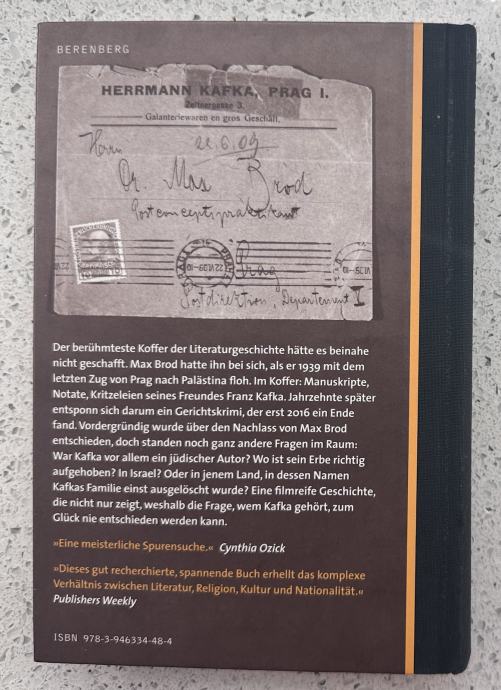 BERENBERG
HERRMANN KAFKA, PRAG I.
Zeltnergasse 3.
Galanteriewaren en gros Geschäft.
Herrn 22.6.09
Dr. Max Brod
Postconceptspraktikant
Prag
Postdirektion, Departement I
Der berühmteste Koffer der Literaturgeschichte hätte es beinahe
nicht geschafft. Max Brod hatte ihn bei sich, als er 1939 mit dem
letzten Zug von Prag nach Palästina floh. Im Koffer: Manuskripte,
Notate, Kritzeleien seines Freundes Franz Kafka. Jahrzehnte später
entsponn sich darum ein Gerichtskrimi, der erst 2016 ein Ende
fand. Vordergründig wurde über den Nachlass von Max Brod
entschieden, doch standen noch ganz andere Fragen im Raum:
War Kafka vor allem ein jüdischer Autor? Wo ist sein Erbe richtig
aufgehoben? In Israel? Oder in jenem Land, in dessen Namen
Kafkas Familie einst ausgelöscht wurde? Eine filmreife Geschichte,
die nicht nur zeigt, weshalb die Frage, wem Kafka gehört, zum
Glück nie entschieden werden kann.
»Eine meisterliche Spurensuche.« Cynthia Ozick
»Dieses gut recherchierte, spannende Buch erhellt das komplexe
Verhältnis zwischen Literatur, Religion, Kultur und Nationalität.«
Publishers Weekly
ISBN 978-3-946334-48-4